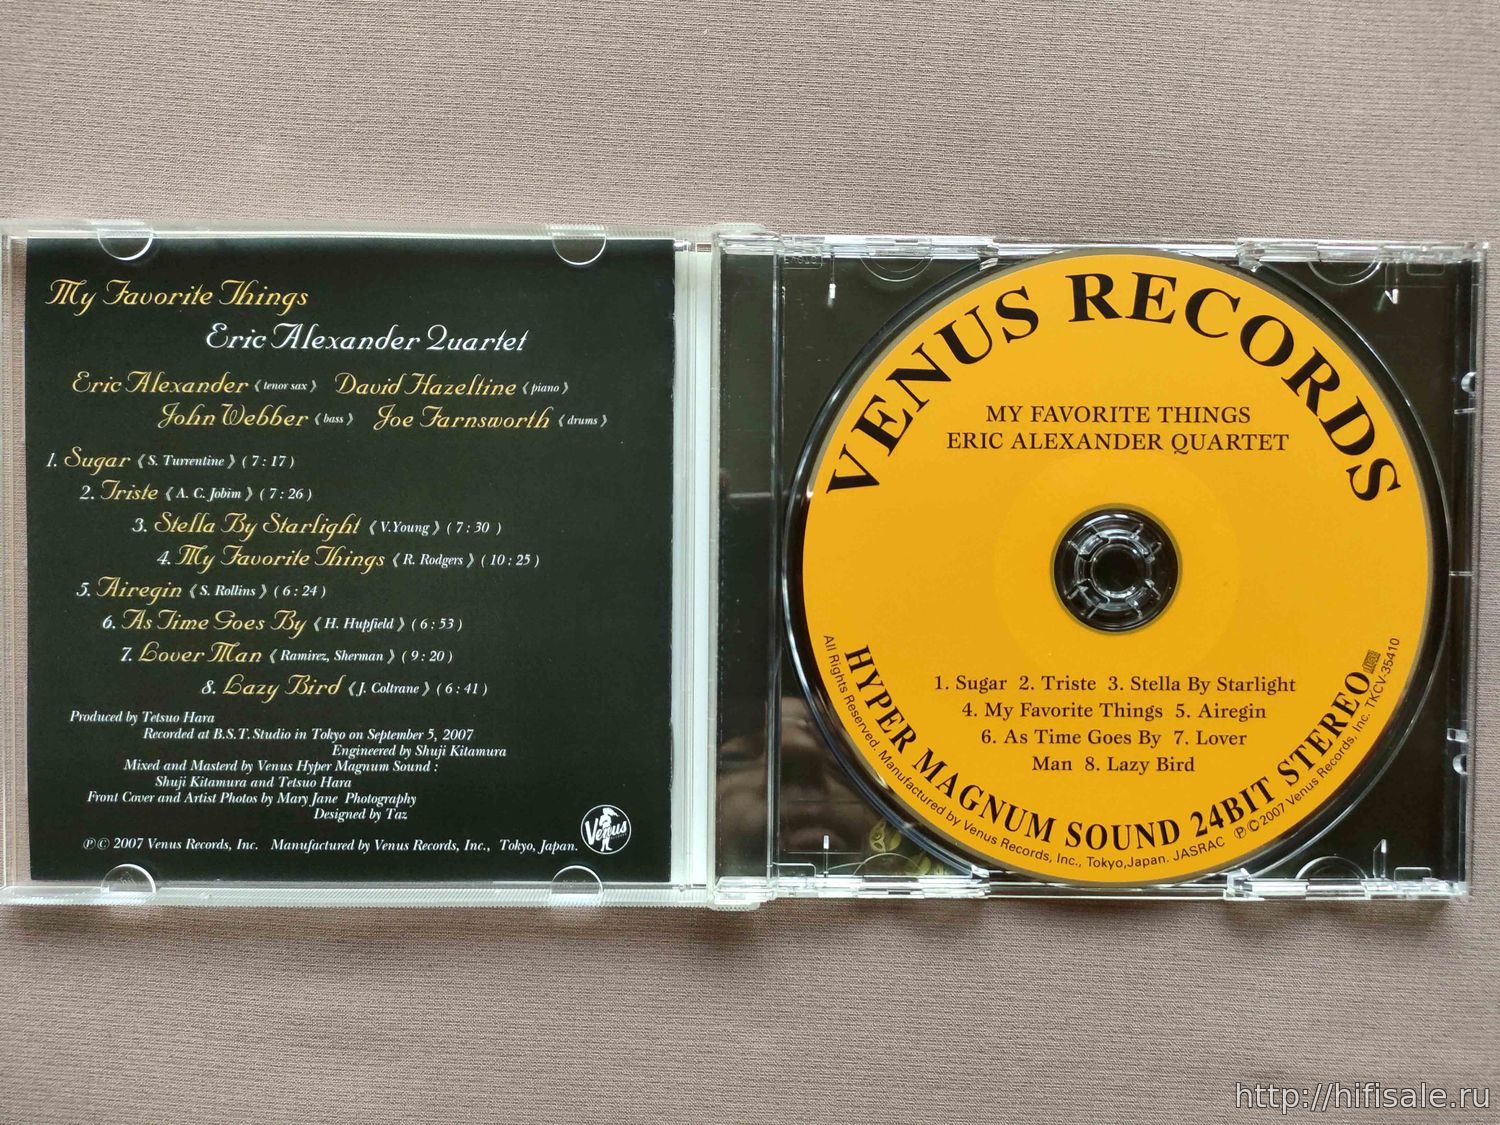 My Favorite Things
Eric Alexander Quartet
Eric Alexander《tenor sax》 David Hazeltine《piano》
John Webber《bass》 Joe Farnsworth《drums》
1. Sugar《S. Turrentine》(7:17)
2. Triste《A. C. Jobim》(7:26)
3. Stella By Starlight《V.Young》(7:30)
4. My Favorite Things《R. Rodgers》(10:25)
5. Airegin《S. Rollins》(6:24)
6. As Time Goes By《H. Hupfield》(6:53)
7. Lover Man《Ramirez, Sherman》(9:20)
8. Lazy Bird《J. Coltrane》(6:41)
Produced by Tetsuo Hara
Recorded at B.S.T. Studio in Tokyo on September 5, 2007
Engineered by Shuji Kitamura
Mixed and Masterd by Venus Hyper Magnum Sound :
Shuji Kitamura and Tetsuo Hara
Front Cover and Artist Photos by Mary Jane Photography
Designed by Taz
℗© 2007 Venus Records, Inc. Manufactured by Venus Records, Inc., Tokyo, Japan.
Venus
VENUS RECORDS
MY FAVORITE THINGS
ERIC ALEXANDER QUARTET
1. Sugar 2. Triste 3. Stella By Starlight
4. My Favorite Things 5. Airegin
6. As Time Goes By 7. Lover
Man 8. Lazy Bird
HYPER MAGNUM SOUND 24BIT STEREO
All Rights Reserved. Manufactured by Venus Records, Inc., Tokyo,Japan. JASRAC ℗©2007 Venus Records, Inc. TKCV-35410
http://hifisale.ru